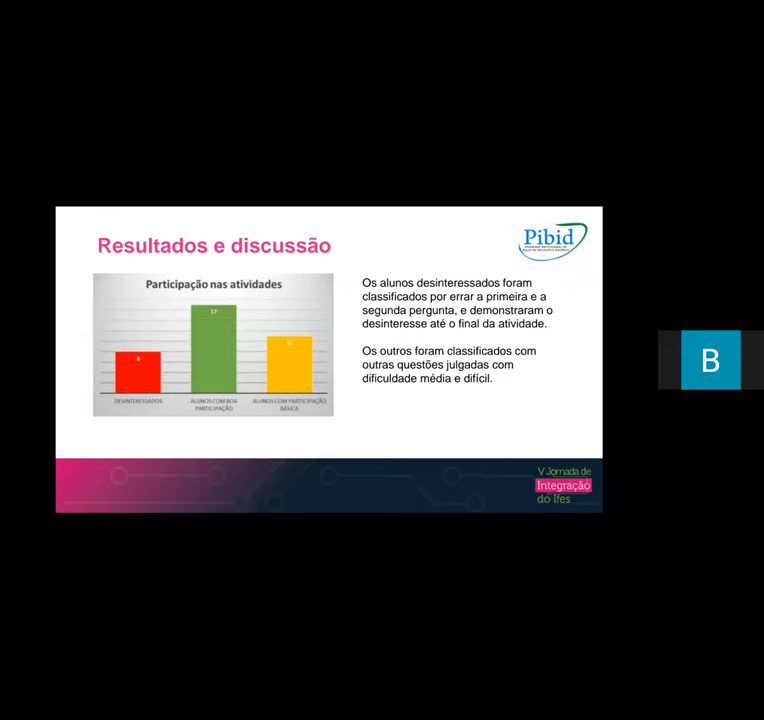 Resultados e discussão
Pibid
Participação nas atividades
17
8
11
DESINTERESSADOS
ALUNOS COM BOA
PARTICIPAÇÃO
ALUNOS COM PARTICIPAÇÃO
BÁSICA
Os alunos desinteressados foram
classificados por errar a primeira e a
segunda pergunta, e demonstraram o
desinteresse até o final da atividade.
Os outros foram classificados com
outras questões julgadas com
dificuldade média e difícil.
B
V Jornada de
Integração
do Ifes